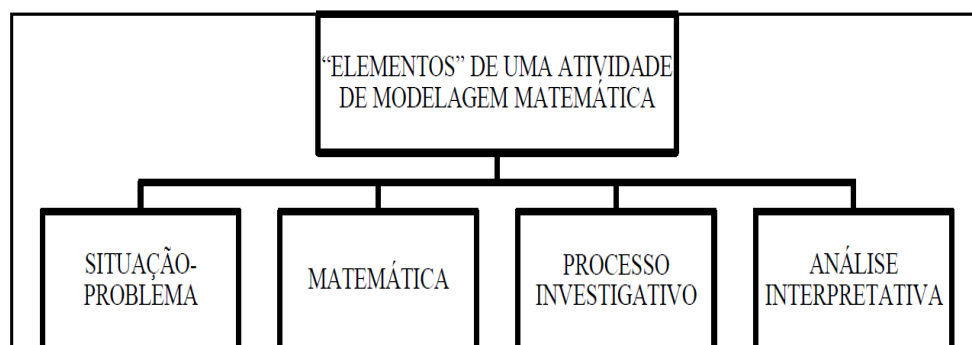 “ELEMENTOS” DE UMA ATIVIDADE
DE MODELAGEM MATEMÁTICA
SITUAÇÃO-
PROBLEMA
MATEMÁTICA
PROCESSO
INVESTIGATIVO
ANÁLISE
INTERPRETATIVA